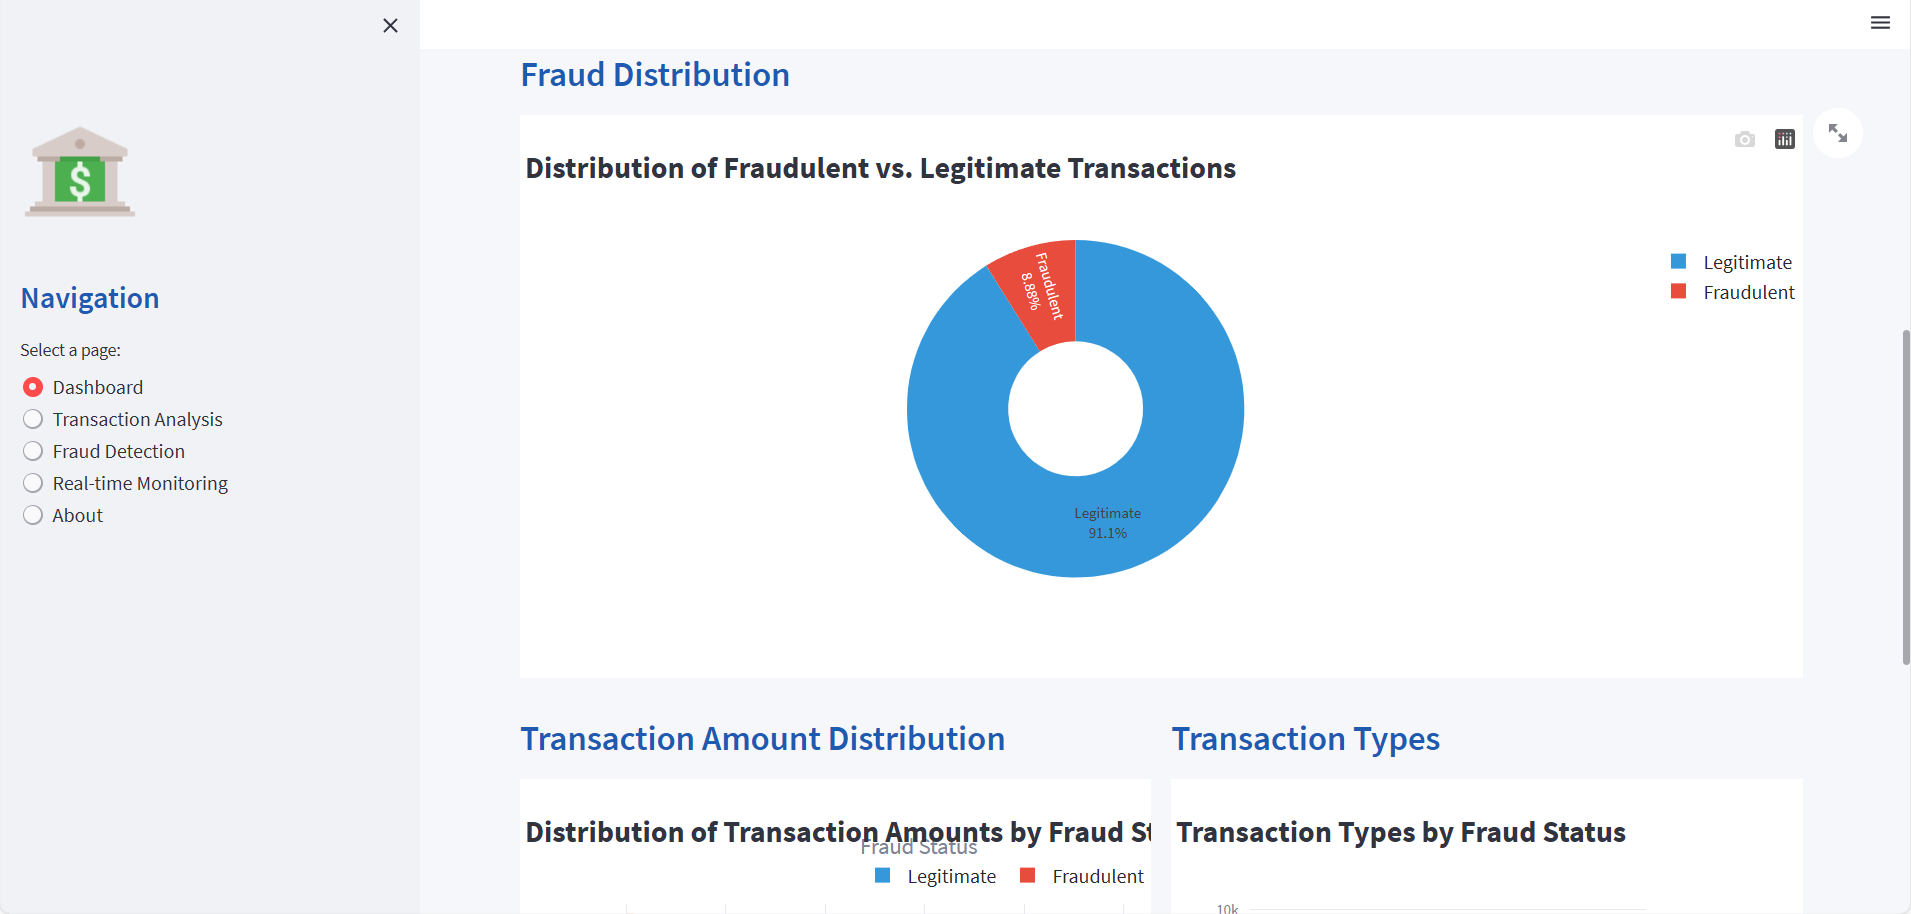 Navigation
Select a page:
Dashboard
Transaction Analysis
Fraud Detection
Real-time Monitoring
About
Fraud Distribution
Distribution of Fraudulent vs. Legitimate Transactions
Legitimate
Fraudulent
Fraudulent
8.88%
Legitimate
91.1%
Transaction Amount Distribution
Distribution of Transaction Amounts by Fraud St
Fraud Status
Legitimate
Fraudulent
Transaction Types
Transaction Types by Fraud Status
10k